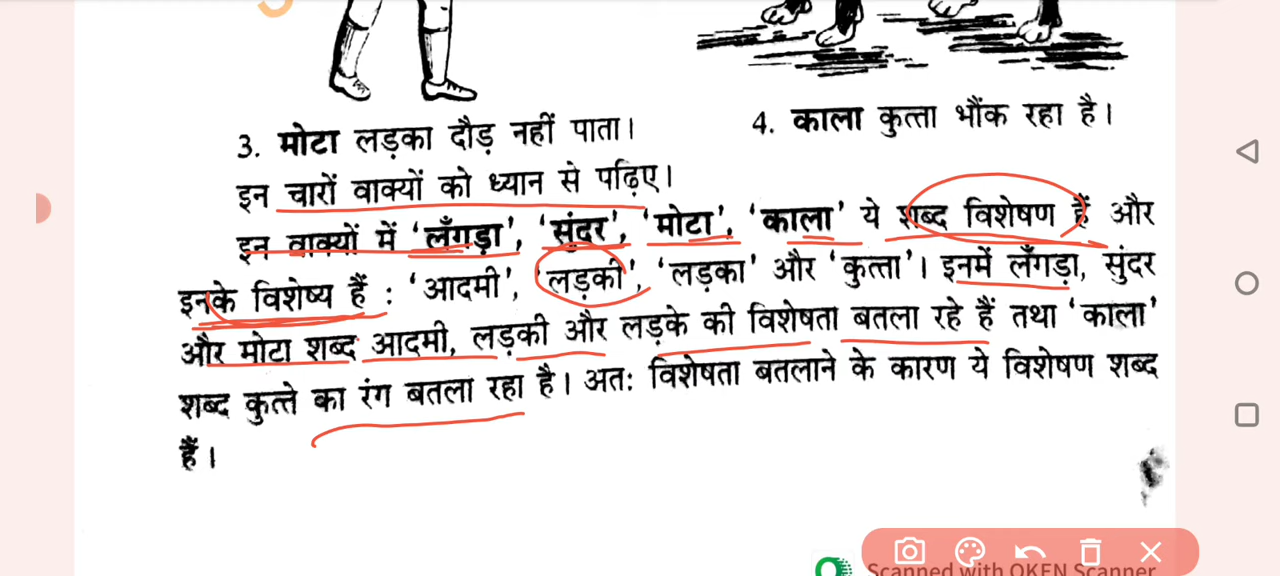 3. मोटा लड़का दौड़ नहीं पाता।
4. काला कुत्ता भौंक रहा है।
इन चारों वाक्यों को ध्यान से पढ़िए।
इन वाक्यों में ‘लँगड़ा’, ‘सुंदर’, ‘मोटा’, ‘काला’ ये शब्द विशेषण हैं और
इनके विशेष्य हैं : ‘आदमी’, ‘लड़की’, ‘लड़का’ और ‘कुत्ता’। इनमें लँगड़ा, सुंदर
और मोटा शब्द आदमी, लड़की और लड़के की विशेषता बतला रहे हैं तथा ‘काला’
शब्द कुत्ते का रंग बतला रहा है। अतः विशेषता बतलाने के कारण ये विशेषण शब्द
हैं।
Scanned with OKEN Scanner